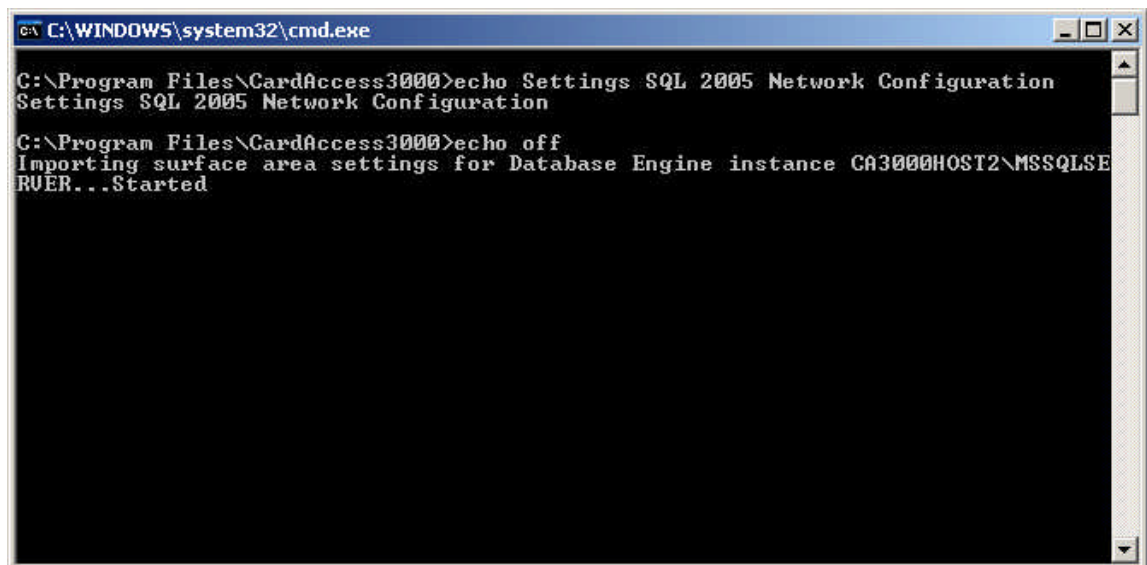 C:\WINDOWS\system32\cmd.exe
C:\Program Files\CardAccess3000>echo Settings SQL 2005 Network Configuration
Settings SQL 2005 Network Configuration
C:\Program Files\CardAccess3000>echo off
Importing surface area settings for Database Engine instance CA3000HOST2\MSSQLSE
RVER...Started